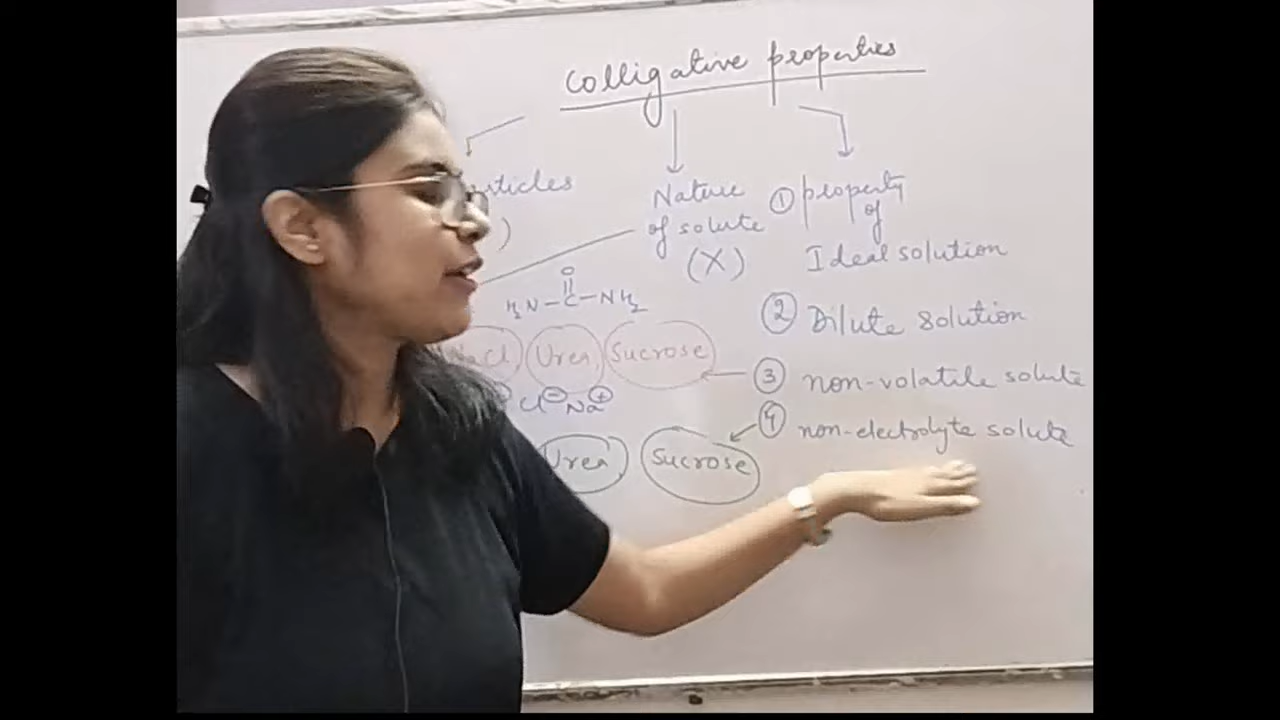 Colligative properties
Nature
of solute
(X)
① property
of
Ideal solution
O
||
H₂N–C–NH₂
② Dilute solution
Urea
Sucrose
③ non-volatile solute
Cl⊖ Na⊕
④ non-electrolyte solute
Urea
Sucrose